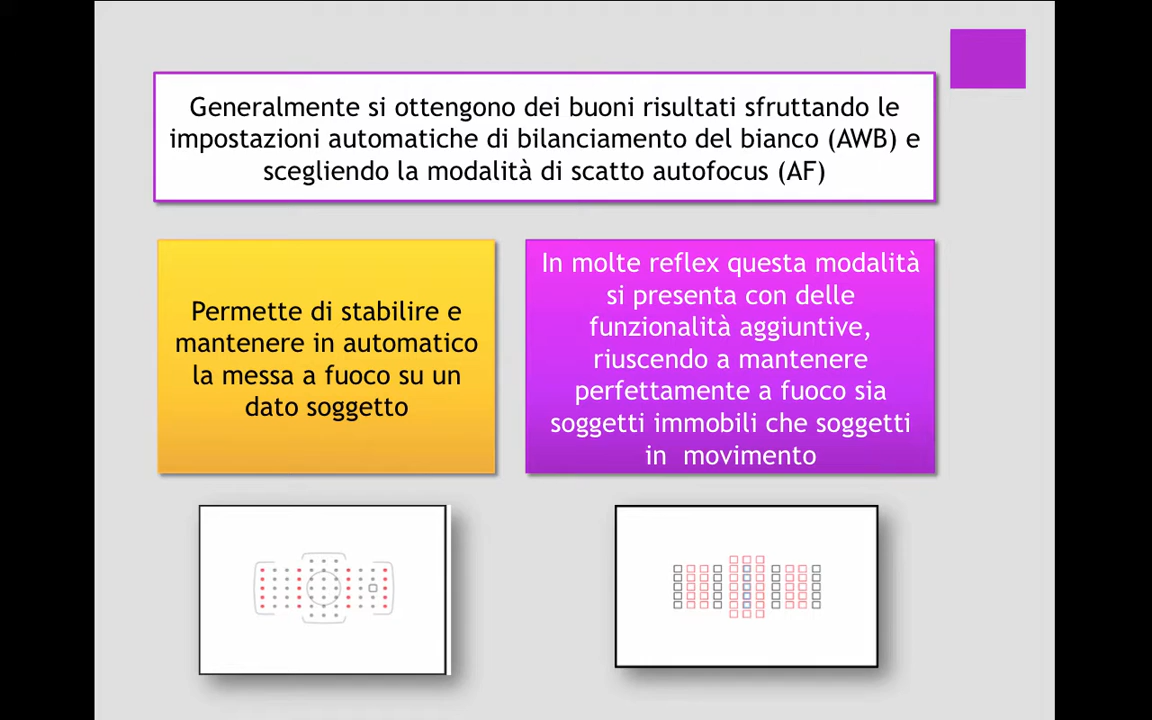 Generalmente si ottengono dei buoni risultati sfruttando le
impostazioni automatiche di bilanciamento del bianco (AWB) e
scegliendo la modalità di scatto autofocus (AF)
Permette di stabilire e
mantenere in automatico
la messa a fuoco su un
dato soggetto
In molte reflex questa modalità
si presenta con delle
funzionalità aggiuntive,
riuscendo a mantenere
perfettamente a fuoco sia
soggetti immobili che soggetti
in movimento